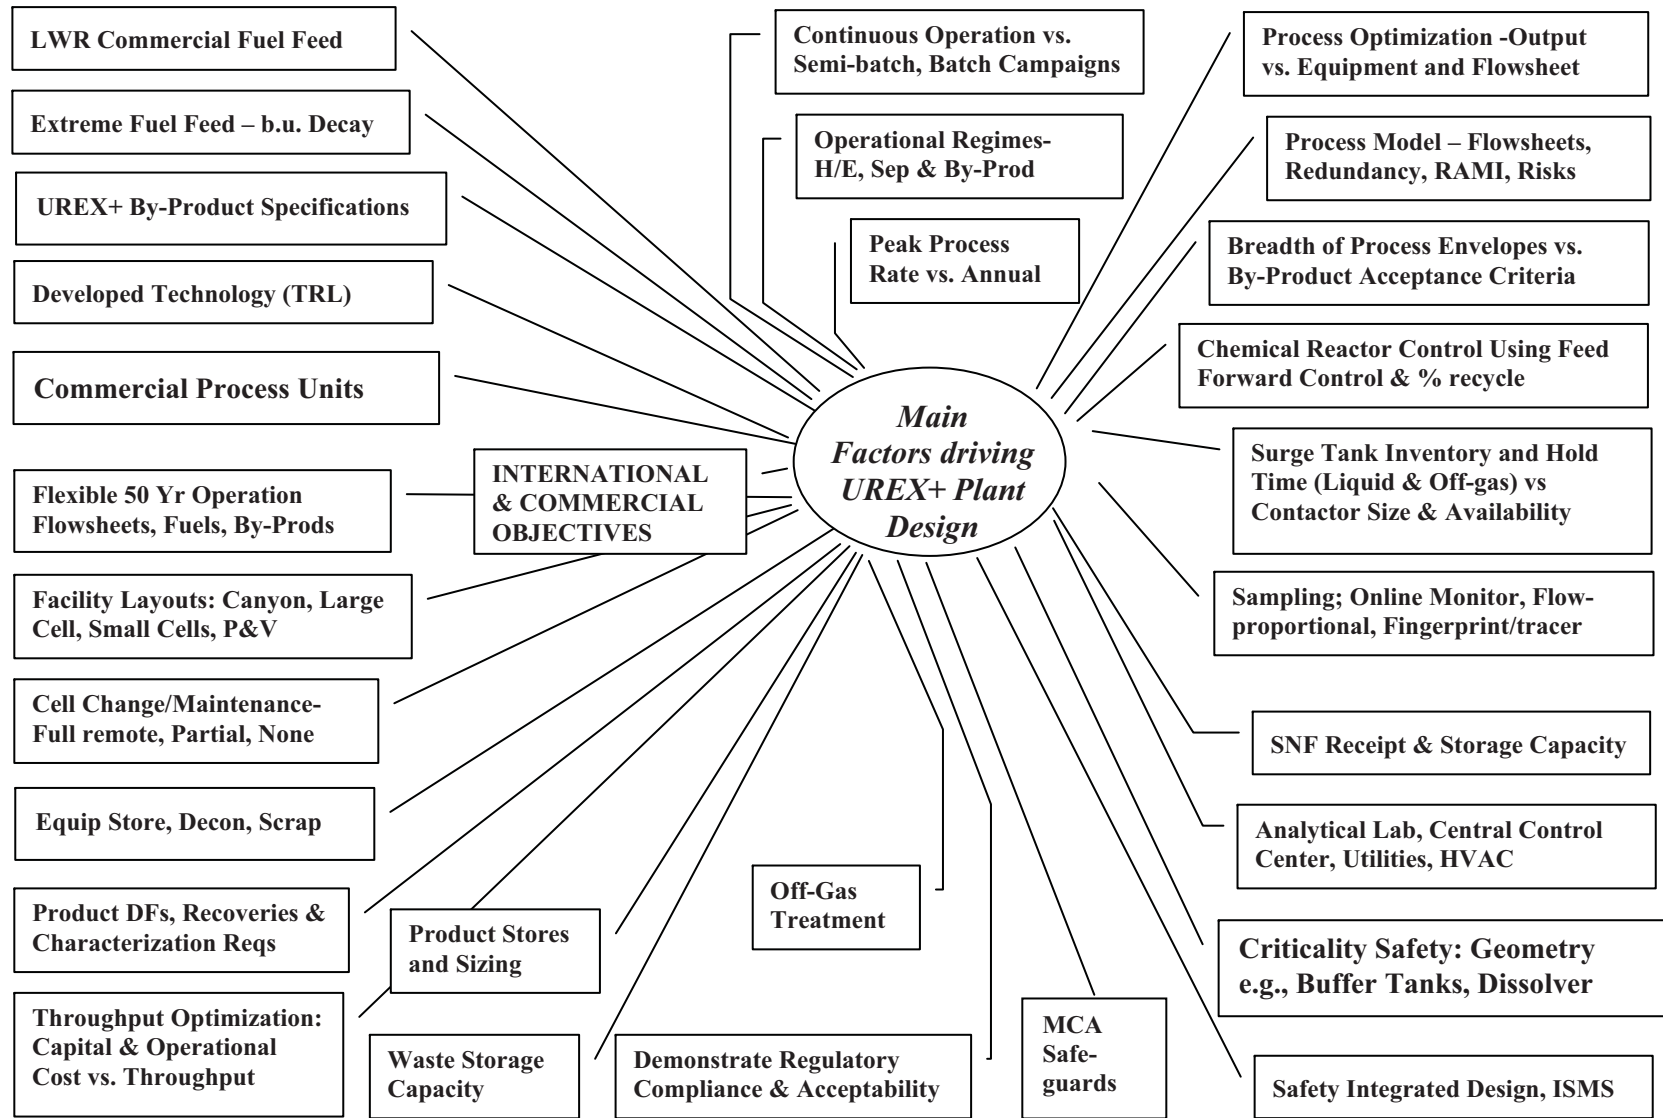 LWR Commercial Fuel Feed
Extreme Fuel Feed – b.u. Decay
UREX+ By-Product Specifications
Developed Technology (TRL)
Commercial Process Units
Flexible 50 Yr Operation
Flowsheets, Fuels, By-Prods
INTERNATIONAL
& COMMERCIAL
OBJECTIVES
Facility Layouts: Canyon, Large
Cell, Small Cells, P&V
Cell Change/Maintenance-
Full remote, Partial, None
Equip Store, Decon, Scrap
Product DFs, Recoveries &
Characterization Reqs
Throughput Optimization:
Capital & Operational
Cost vs. Throughput
Continuous Operation vs.
Semi-batch, Batch Campaigns
Operational Regimes-
H/E, Sep & By-Prod
Peak Process
Rate vs. Annual
Main
Factors driving
UREX+ Plant
Design
Product Stores
and Sizing
Waste Storage
Capacity
Off-Gas
Treatment
Demonstrate Regulatory
Compliance & Acceptability
MCA
Safe-
guards
Process Optimization -Output
vs. Equipment and Flowsheet
Process Model – Flowsheets,
Redundancy, RAMI, Risks
Breadth of Process Envelopes vs.
By-Product Acceptance Criteria
Chemical Reactor Control Using Feed
Forward Control & % recycle
Surge Tank Inventory and Hold
Time (Liquid & Off-gas) vs
Contactor Size & Availability
Sampling; Online Monitor, Flow-
proportional, Fingerprint/tracer
SNF Receipt & Storage Capacity
Analytical Lab, Central Control
Center, Utilities, HVAC
Criticality Safety: Geometry
e.g., Buffer Tanks, Dissolver
Safety Integrated Design, ISMS